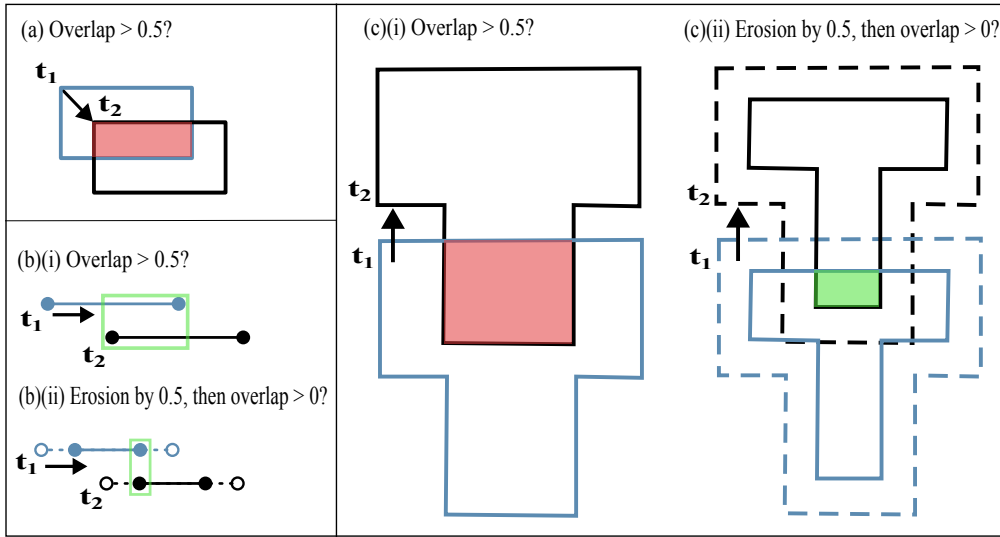 (a) Overlap > 0.5?
t₁
t₂
(b)(i) Overlap > 0.5?
t₁
t₂
(b)(ii) Erosion by 0.5, then overlap > 0?
t₁
t₂
(c)(i) Overlap > 0.5?
t₂
t₁
(c)(ii) Erosion by 0.5, then overlap > 0?
t₂
t₁